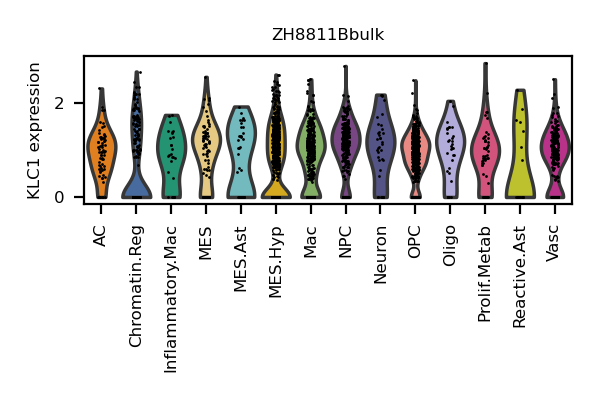 ZH8811Bbulk
KLC1 expression
2
0
AC
Chromatin.Reg
Inflammatory.Mac
MES
MES.Ast
MES.Hyp
Mac
NPC
Neuron
OPC
Oligo
Prolif.Metab
Reactive.Ast
Vasc